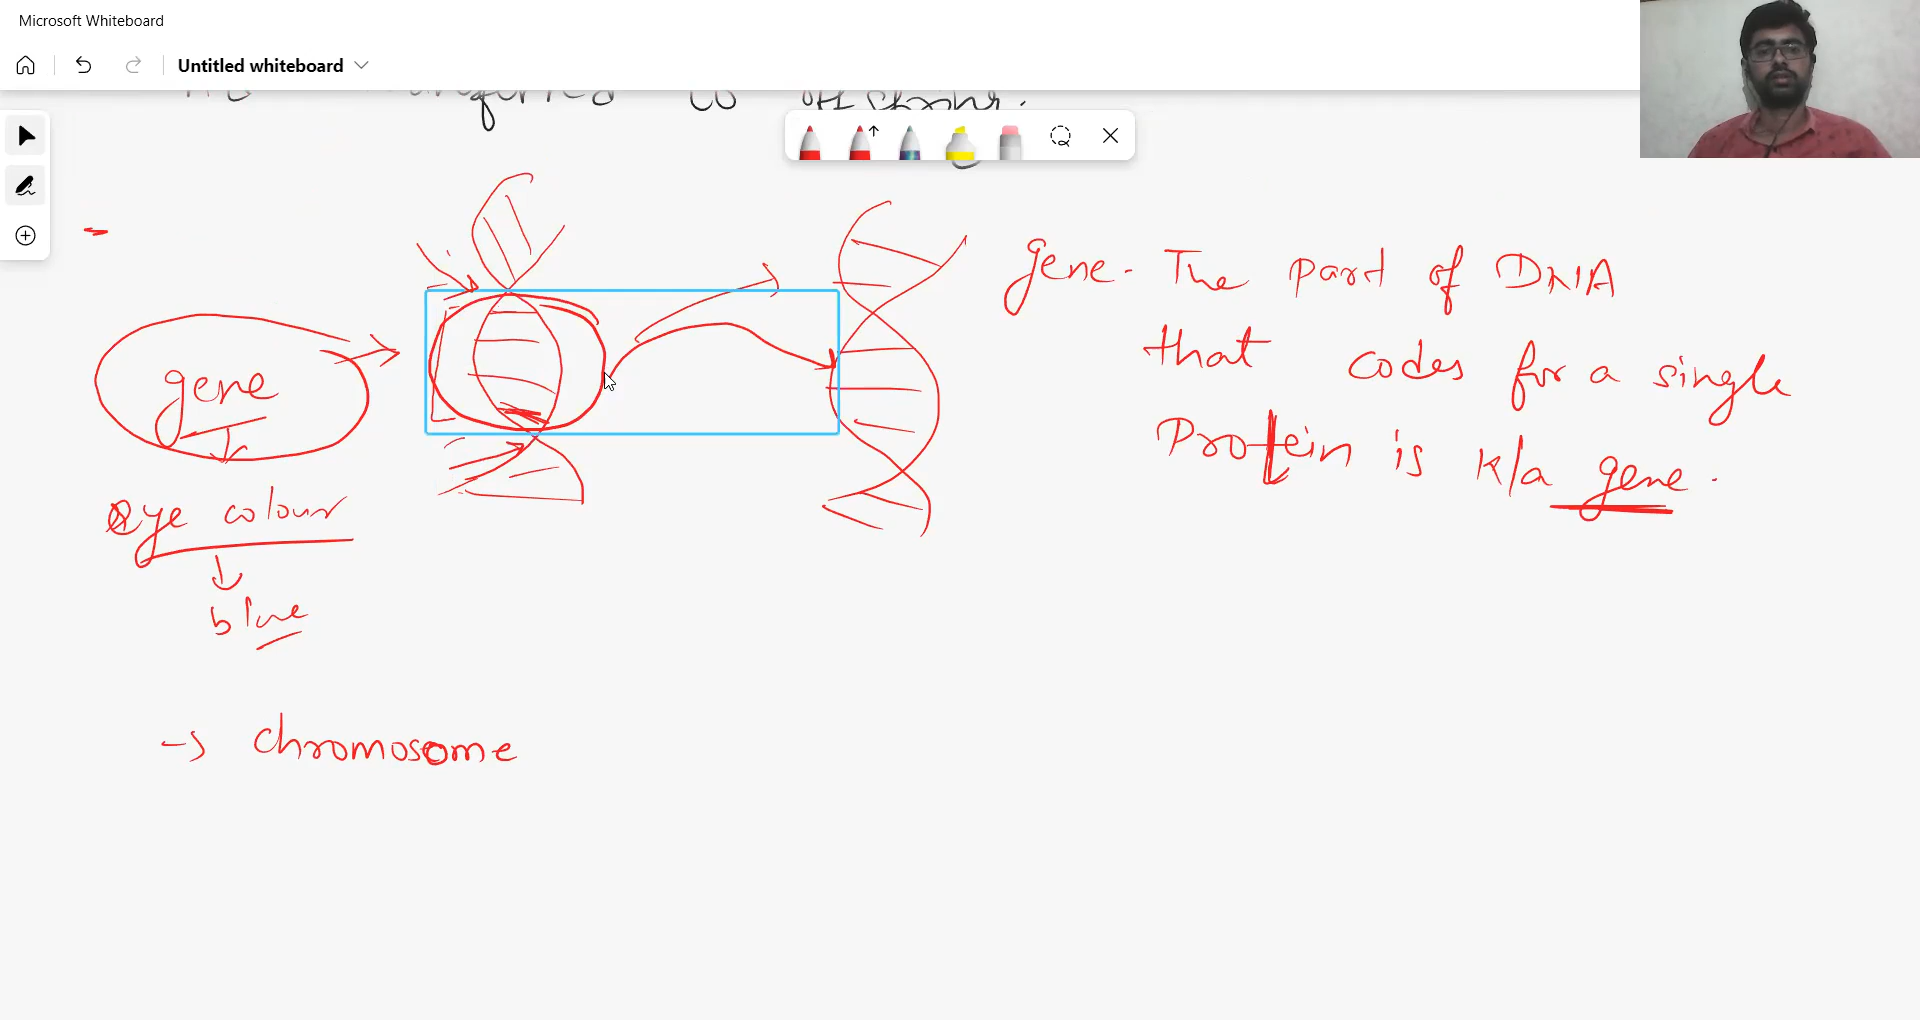 Microsoft Whiteboard
Untitled whiteboard
to
gene
eye colour
blue
gene - The part of DNA
that codes for a single
Protein is k/a gene.
-> chromosome